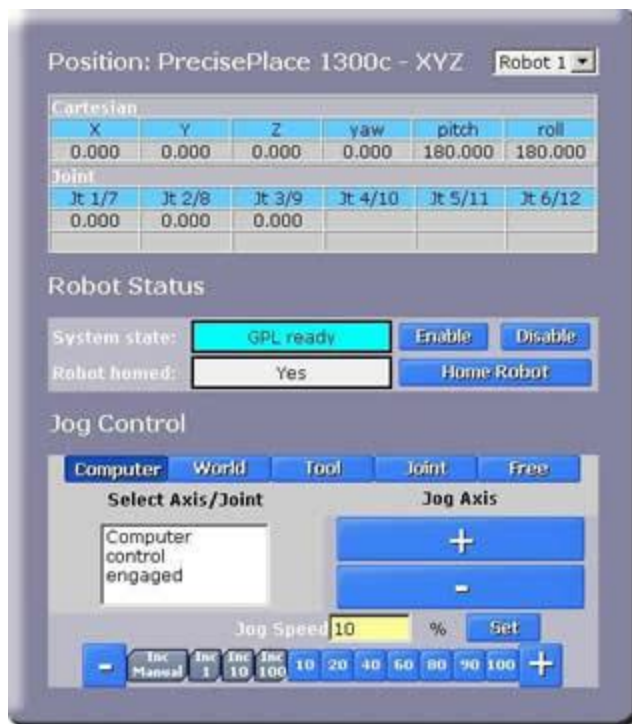 Position: PrecisePlace 1300c - XYZ Robot 1
Cartesian
X Y Z yaw pitch roll
0.000 0.000 0.000 0.000 180.000 180.000
Joint
Jt 1/7 Jt 2/8 Jt 3/9 Jt 4/10 Jt 5/11 Jt 6/12
0.000 0.000 0.000
Robot Status
System state: GPL ready Enable Disable
Robot homed: Yes Home Robot
Jog Control
Computer World Tool Joint Free
Select Axis/Joint Jog Axis
Computer
control
engaged
+
-
Jog Speed 10 % Set
- Inc Manual Inc 1 Inc 10 Inc 100 10 20 40 60 80 90 100 +